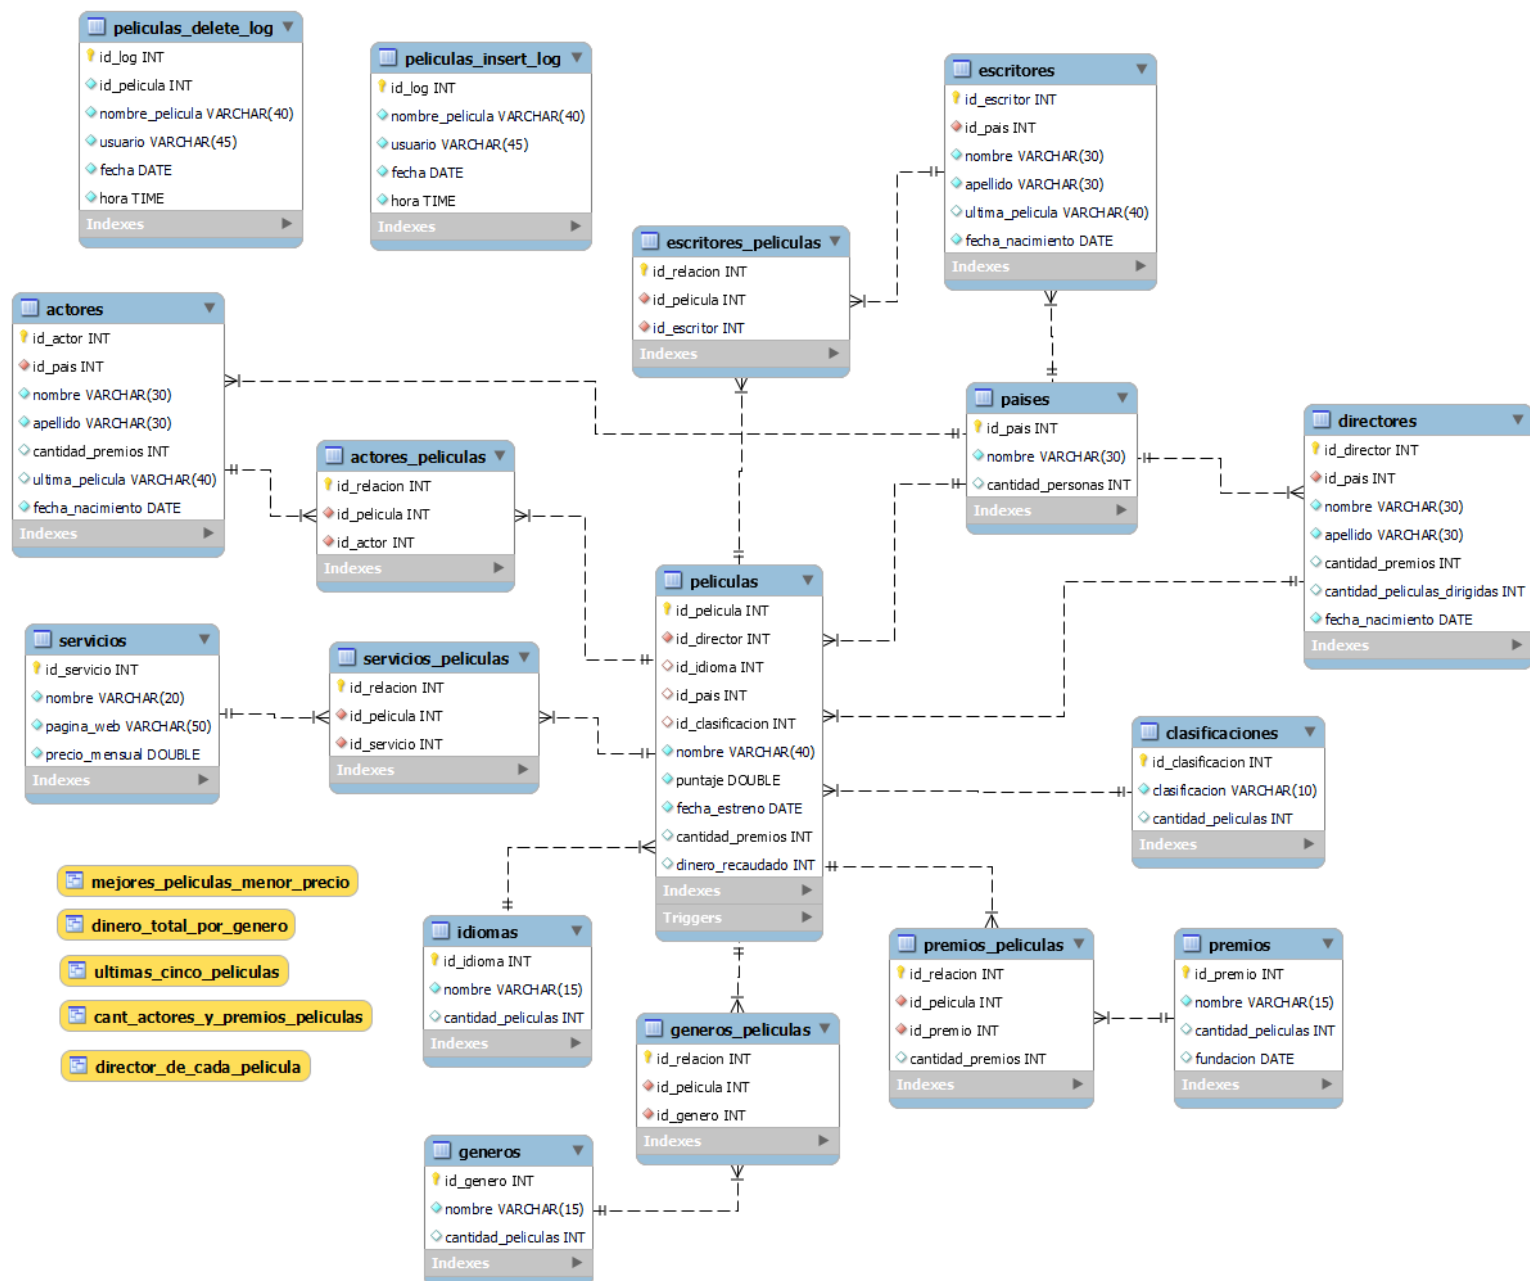 peliculas_delete_log
id_log INT
id_pelicula INT
nombre_pelicula VARCHAR(40)
usuario VARCHAR(45)
fecha DATE
hora TIME
Indexes
peliculas_insert_log
id_log INT
nombre_pelicula VARCHAR(40)
usuario VARCHAR(45)
fecha DATE
hora TIME
Indexes
escritores
id_escritor INT
id_pais INT
nombre VARCHAR(30)
apellido VARCHAR(30)
ultima_pelicula VARCHAR(40)
fecha_nacimiento DATE
Indexes
escritores_peliculas
id_relacion INT
id_pelicula INT
id_escritor INT
Indexes
actores
id_actor INT
id_pais INT
nombre VARCHAR(30)
apellido VARCHAR(30)
cantidad_premios INT
ultima_pelicula VARCHAR(40)
fecha_nacimiento DATE
Indexes
actores_peliculas
id_relacion INT
id_pelicula INT
id_actor INT
Indexes
paises
id_pais INT
nombre VARCHAR(30)
cantidad_personas INT
Indexes
directores
id_director INT
id_pais INT
nombre VARCHAR(30)
apellido VARCHAR(30)
cantidad_premios INT
cantidad_peliculas_dirigidas INT
fecha_nacimiento DATE
Indexes
servicios
id_servicio INT
nombre VARCHAR(20)
pagina_web VARCHAR(50)
precio_mensual DOUBLE
Indexes
servicios_peliculas
id_relacion INT
id_pelicula INT
id_servicio INT
Indexes
peliculas
id_pelicula INT
id_director INT
id_idioma INT
id_pais INT
id_clasificacion INT
nombre VARCHAR(40)
puntaje DOUBLE
fecha_estreno DATE
cantidad_premios INT
dinero_recaudado INT
Indexes
Triggers
clasificaciones
id_clasificacion INT
clasificacion VARCHAR(10)
cantidad_peliculas INT
Indexes
mejores_peliculas_menor_precio
dinero_total_por_genero
ultimas_cinco_peliculas
cant_actores_y_premios_peliculas
director_de_cada_pelicula
idiomas
id_idioma INT
nombre VARCHAR(15)
cantidad_peliculas INT
Indexes
premios_peliculas
id_relacion INT
id_pelicula INT
id_premio INT
cantidad_premios INT
Indexes
premios
id_premio INT
nombre VARCHAR(15)
cantidad_peliculas INT
fundacion DATE
Indexes
generos_peliculas
id_relacion INT
id_pelicula INT
id_genero INT
Indexes
generos
id_genero INT
nombre VARCHAR(15)
cantidad_peliculas INT
Indexes